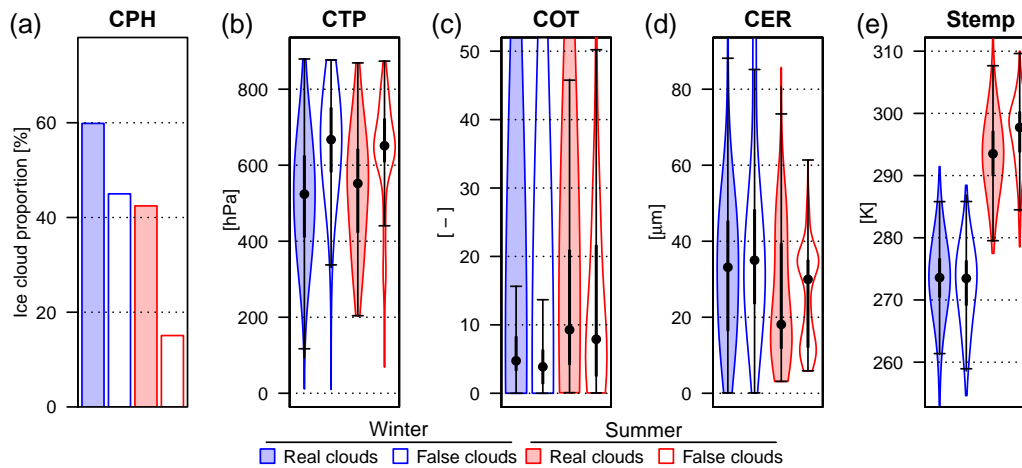 (a) CPH
Ice cloud proportion [%]
0
20
40
60
(b) CTP
[hPa]
0
200
400
600
800
(c) COT
[ − ]
0
10
20
30
40
50
(d) CER
[µm]
0
20
40
60
80
(e) Stemp
[K]
260
270
280
290
300
310
Winter Summer
Real clouds False clouds Real clouds False clouds